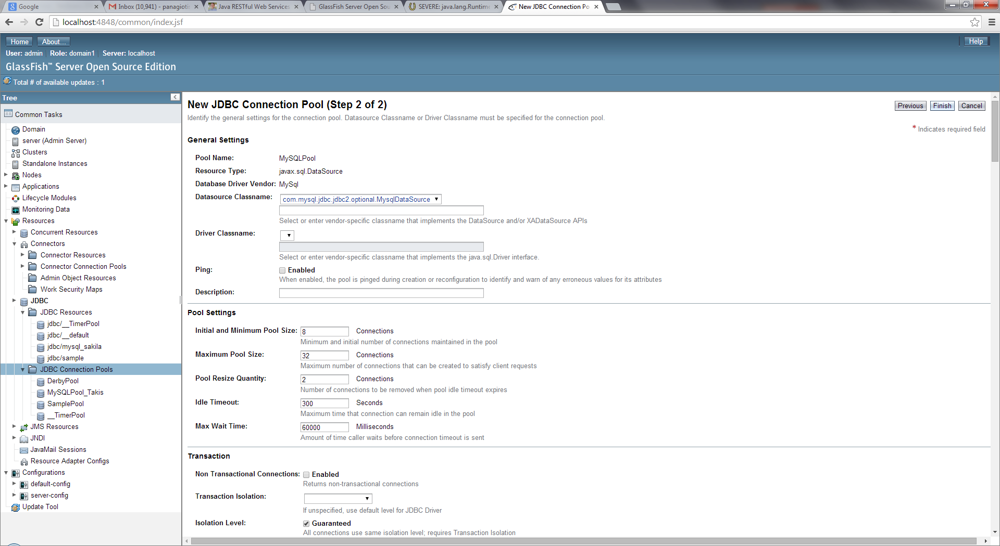 Google
Inbox (10,941) - panagiotis
Java RESTful Web Services
GlassFish Server Open Sou
SEVERE: java.lang.Runtime
New JDBC Connection Po
localhost:4848/common/index.jsf
Home About... Help
User: admin Role: domain1 Server: localhost
GlassFish™ Server Open Source Edition
Total # of available updates : 1
Tree
Common Tasks
Domain
server (Admin Server)
Clusters
Standalone Instances
Nodes
Applications
Lifecycle Modules
Monitoring Data
Resources
Concurrent Resources
Connectors
Connector Resources
Connector Connection Pools
Admin Object Resources
Work Security Maps
JDBC
JDBC Resources
jdbc/__TimerPool
jdbc/__default
jdbc/mysql_sakila
jdbc/sample
JDBC Connection Pools
DerbyPool
MySQLPool_Takis
SamplePool
__TimerPool
JMS Resources
JNDI
JavaMail Sessions
Resource Adapter Configs
Configurations
default-config
server-config
Update Tool
New JDBC Connection Pool (Step 2 of 2)
Previous Finish Cancel
Identify the general settings for the connection pool. Datasource Classname or Driver Classname must be specified for the connection pool.
* Indicates required field
General Settings
Pool Name: MySQLPool
Resource Type: javax.sql.DataSource
Database Driver Vendor: MySql
Datasource Classname: com.mysql.jdbc.jdbc2.optional.MysqlDataSource
Select or enter vendor-specific classname that implements the DataSource and/or XADataSource APIs
Driver Classname:
Select or enter vendor-specific classname that implements the java.sql.Driver interface.
Ping: Enabled
When enabled, the pool is pinged during creation or reconfiguration to identify and warn of any erroneous values for its attributes
Description:
Pool Settings
Initial and Minimum Pool Size: 8 Connections
Minimum and initial number of connections maintained in the pool
Maximum Pool Size: 32 Connections
Maximum number of connections that can be created to satisfy client requests
Pool Resize Quantity: 2 Connections
Number of connections to be removed when pool idle timeout expires
Idle Timeout: 300 Seconds
Maximum time that connection can remain idle in the pool
Max Wait Time: 60000 Milliseconds
Amount of time caller waits before connection timeout is sent
Transaction
Non Transactional Connections: Enabled
Returns non-transactional connections
Transaction Isolation:
If unspecified, use default level for JDBC Driver
Isolation Level: Guaranteed
All connections use same isolation level; requires Transaction Isolation